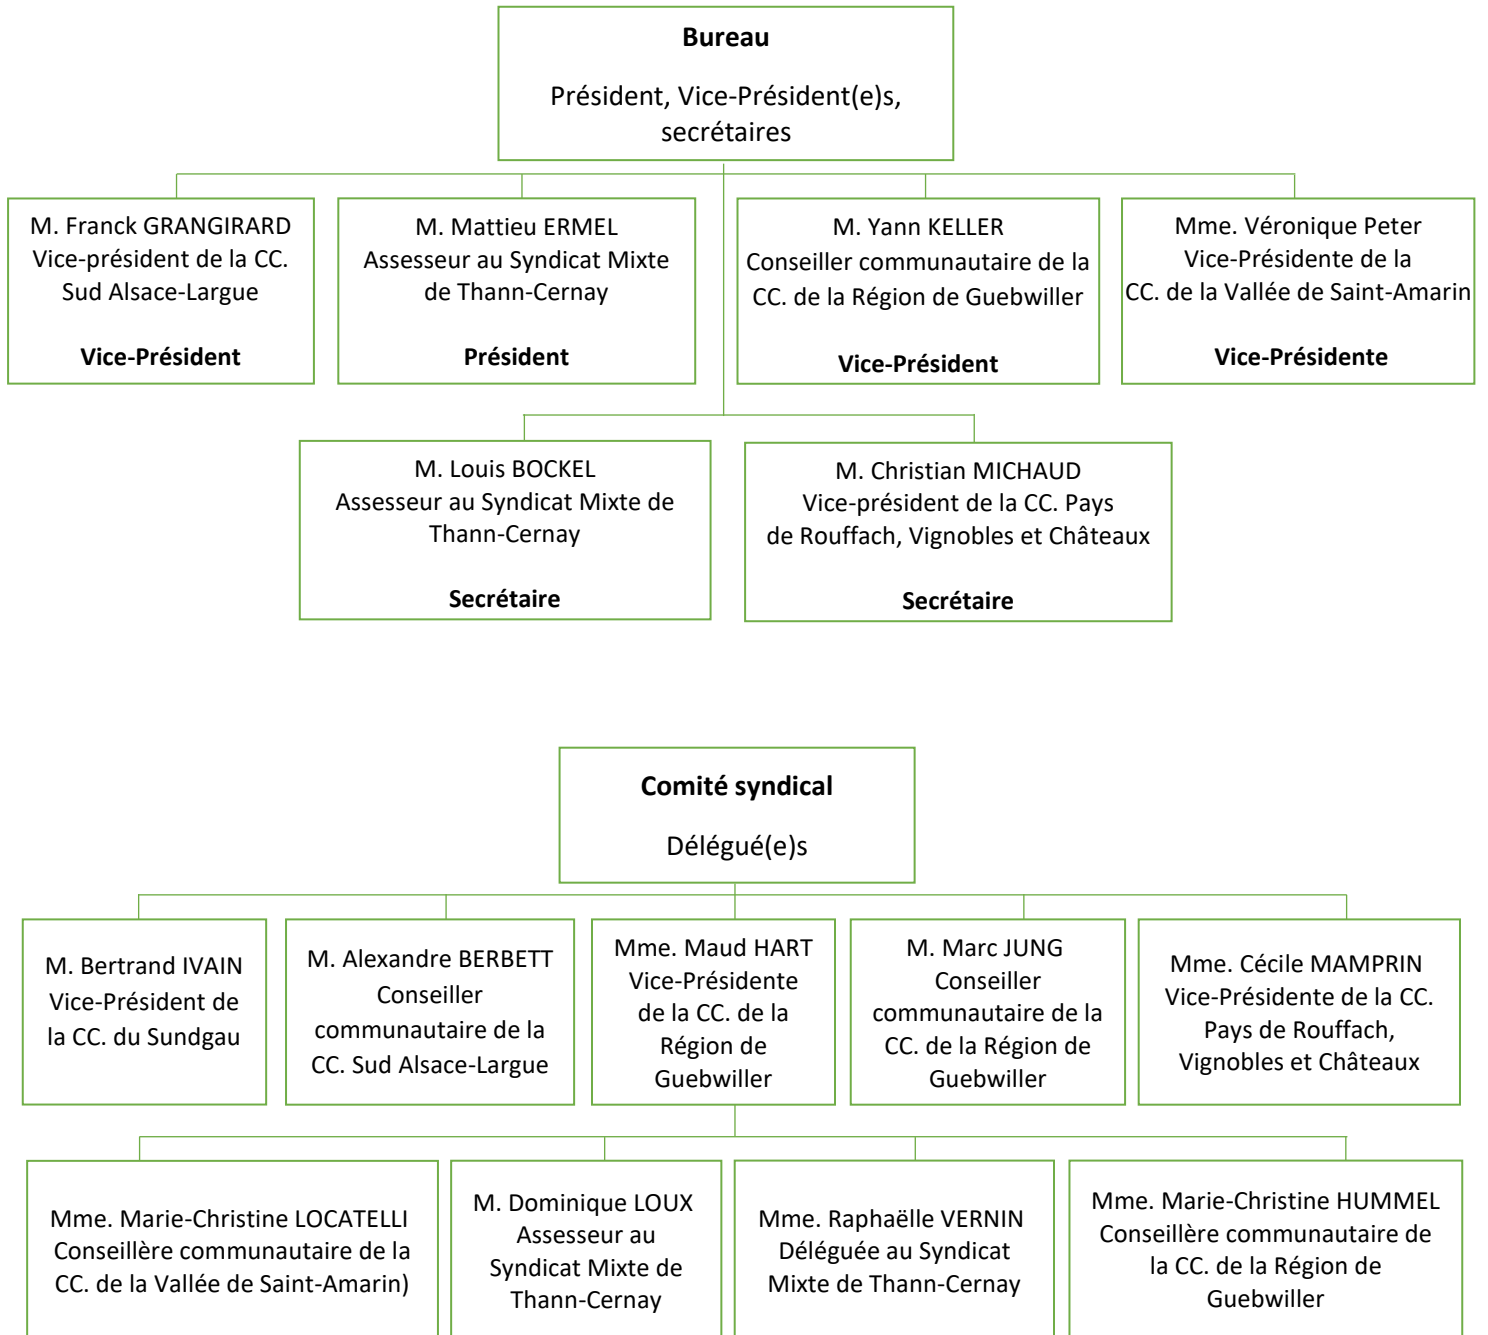 Bureau
Président, Vice-Président(e)s,
secrétaires
M. Franck GRANGIRARD
Vice-président de la CC.
Sud Alsace-Largue
Vice-Président
M. Mattieu ERMEL
Assesseur au Syndicat Mixte
de Thann-Cernay
Président
M. Yann KELLER
Conseiller communautaire de la
CC. de la Région de Guebwiller
Vice-Président
Mme. Véronique Peter
Vice-Présidente de la
CC. de la Vallée de Saint-Amarin
Vice-Présidente
M. Louis BOCKEL
Assesseur au Syndicat Mixte de
Thann-Cernay
Secrétaire
M. Christian MICHAUD
Vice-président de la CC. Pays
de Rouffach, Vignobles et Châteaux
Secrétaire
Comité syndical
Délégué(e)s
M. Bertrand IVAIN
Vice-Président de
la CC. du Sundgau
M. Alexandre BERBETT
Conseiller
communautaire de la
CC. Sud Alsace-Largue
Mme. Maud HART
Vice-Présidente
de la CC. de la
Région de
Guebwiller
M. Marc JUNG
Conseiller
communautaire de la
CC. de la Région de
Guebwiller
Mme. Cécile MAMPRIN
Vice-Présidente de la CC.
Pays de Rouffach,
Vignobles et Châteaux
Mme. Marie-Christine LOCATELLI
Conseillère communautaire de la
CC. de la Vallée de Saint-Amarin)
M. Dominique LOUX
Assesseur au
Syndicat Mixte de
Thann-Cernay
Mme. Raphaëlle VERNIN
Déléguée au Syndicat
Mixte de Thann-Cernay
Mme. Marie-Christine HUMMEL
Conseillère communautaire de
la CC. de la Région de
Guebwiller